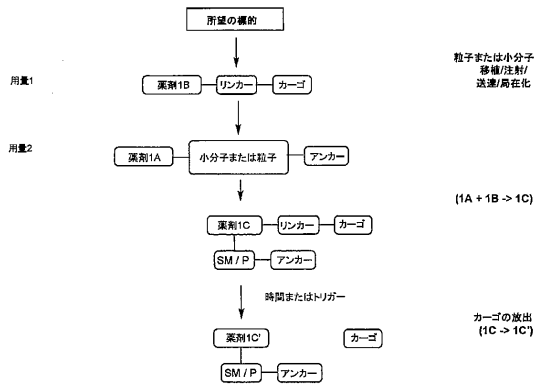 所望の標的
粒子または小分子
移植/注射/
送達/局在化
用量1
薬剤1B リンカー カーゴ
用量2
薬剤1A 小分子または粒子 アンカー
(1A + 1B -> 1C)
薬剤1C リンカー カーゴ
SM / P アンカー
時間またはトリガー
カーゴの放出
(1C -> 1C')
薬剤1C' カーゴ
SM / P アンカー